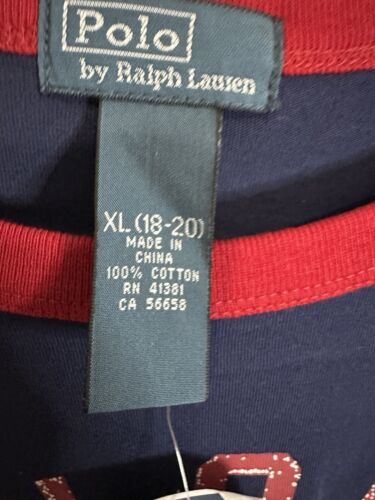 Polo
by Ralph Lauren
XL (18-20)
MADE IN
CHINA
100% COTTON
RN 41381
CA 56658